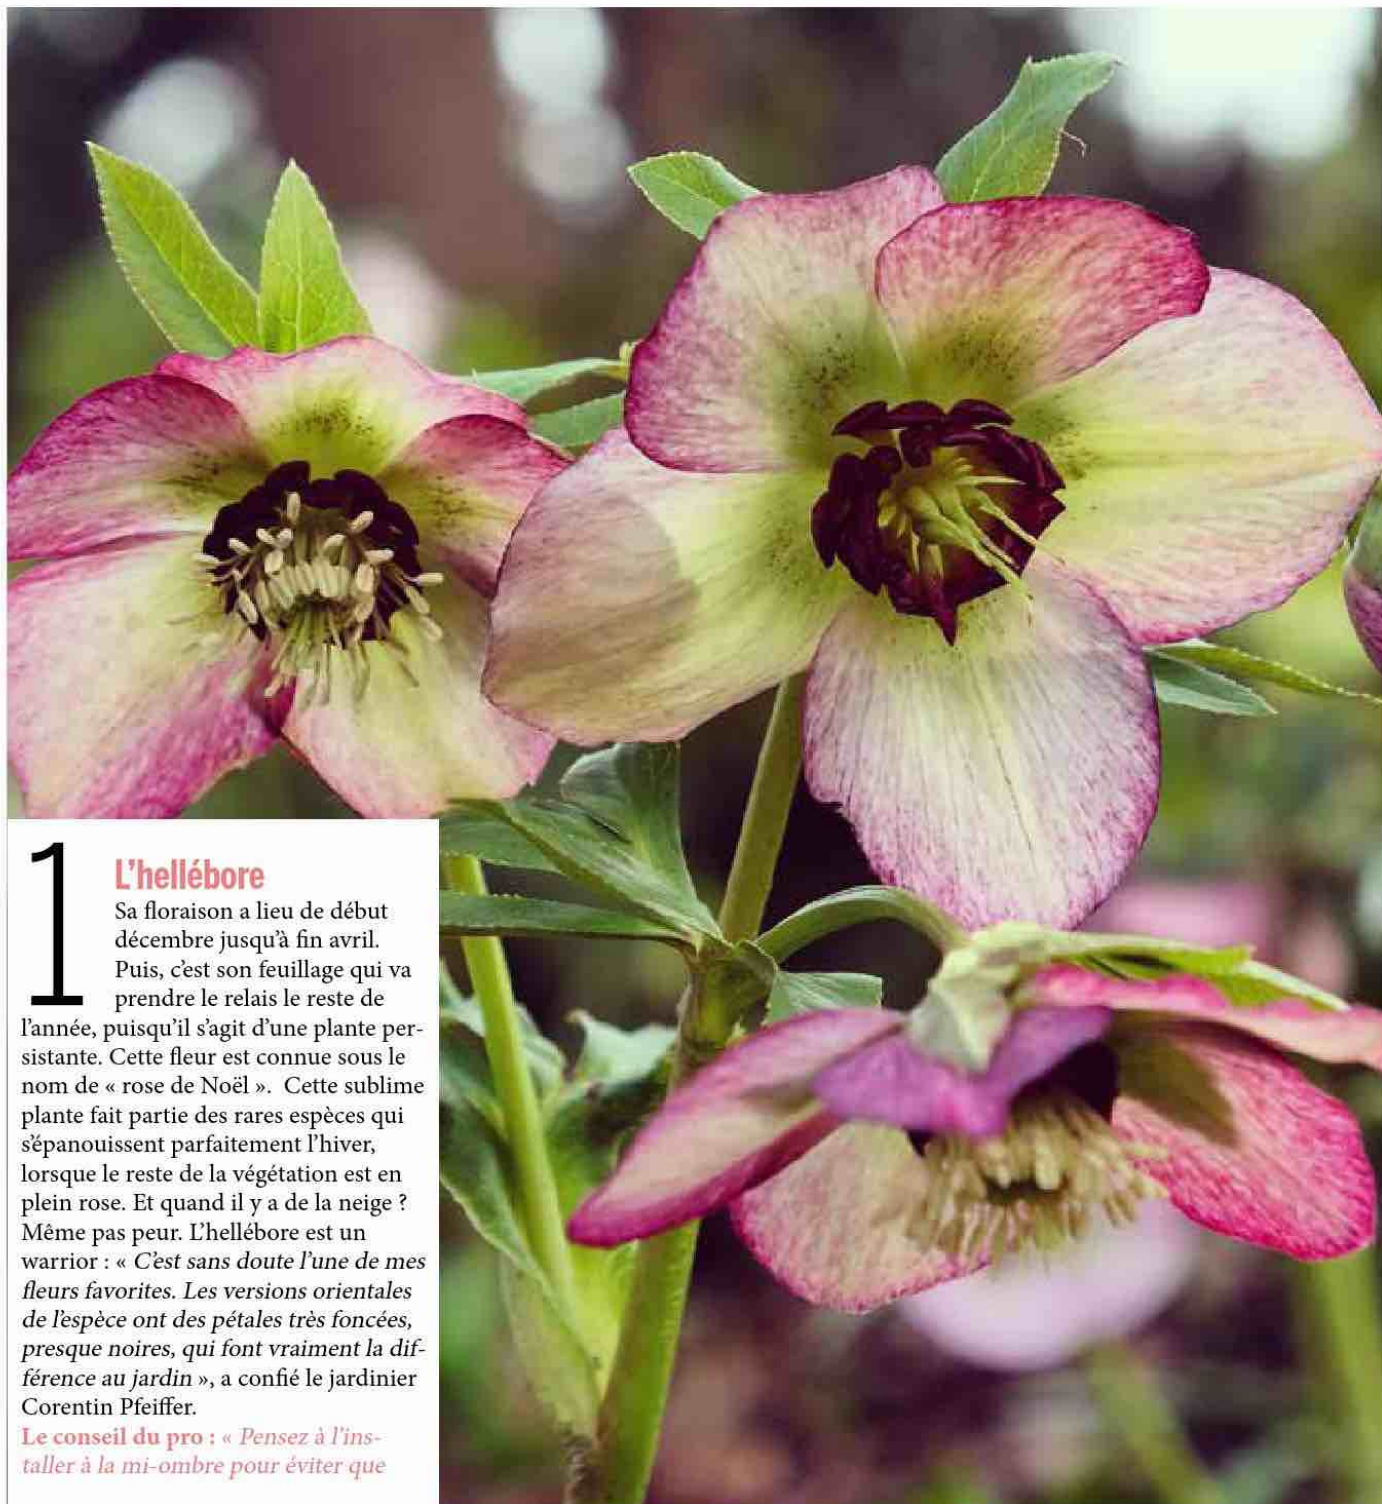 1
L'hellébore
Sa floraison a lieu de début
décembre jusqu'à fin avril.
Puis, c'est son feuillage qui va
prendre le relais le reste de
l'année, puisqu'il s'agit d'une plante per-
sistante. Cette fleur est connue sous le
nom de « rose de Noël ». Cette sublime
plante fait partie des rares espèces qui
s'épanouissent parfaitement l'hiver,
lorsque le reste de la végétation est en
plein rose. Et quand il y a de la neige ?
Même pas peur. L'hellébore est un
warrior : « C'est sans doute l'une de mes
fleurs favorites. Les versions orientales
de l'espèce ont des pétales très foncées,
presque noires, qui font vraiment la dif-
férence au jardin », a confié le jardinier
Corentin Pfeiffer.
Le conseil du pro : « Pensez à l'ins-
taller à la mi-ombre pour éviter que